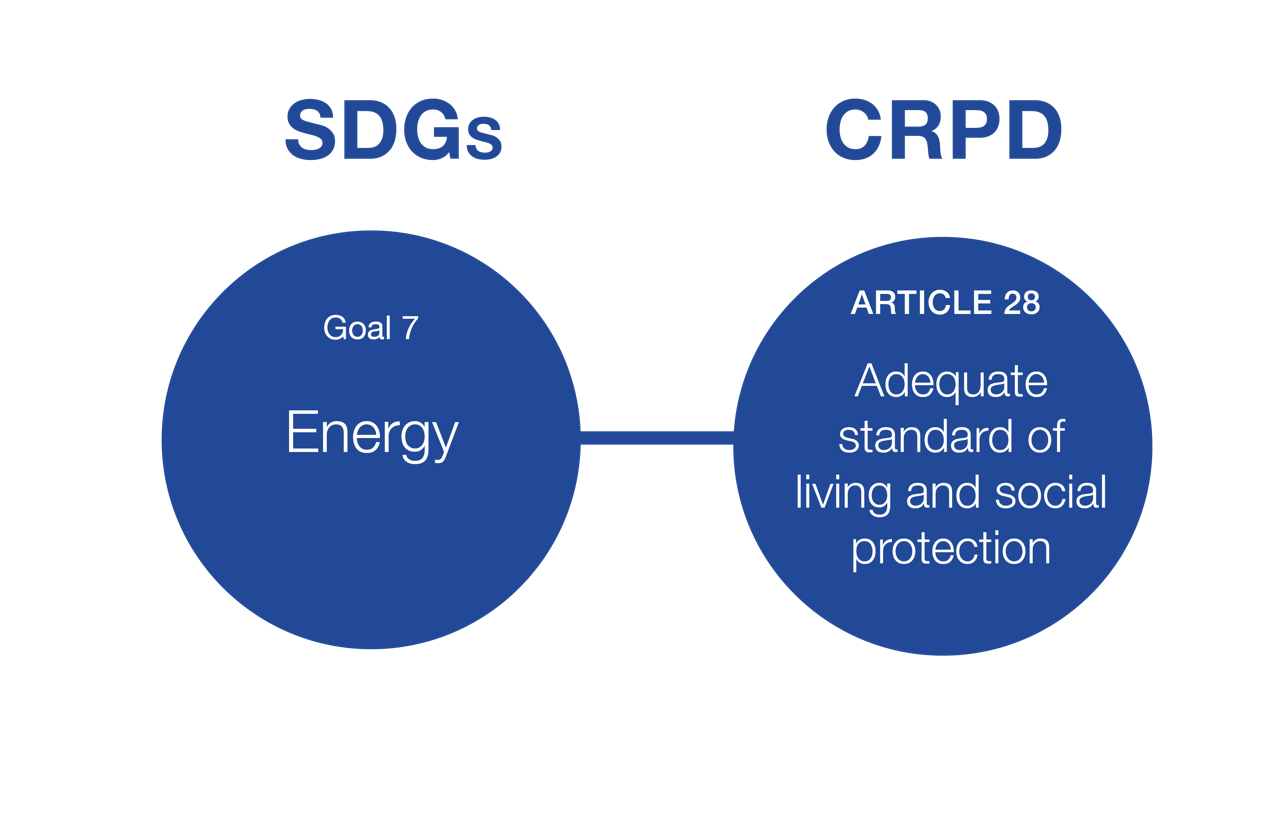 SDGs
CRPD
Goal 7
Energy
ARTICLE 28
Adequate
standard of
living and social
protection